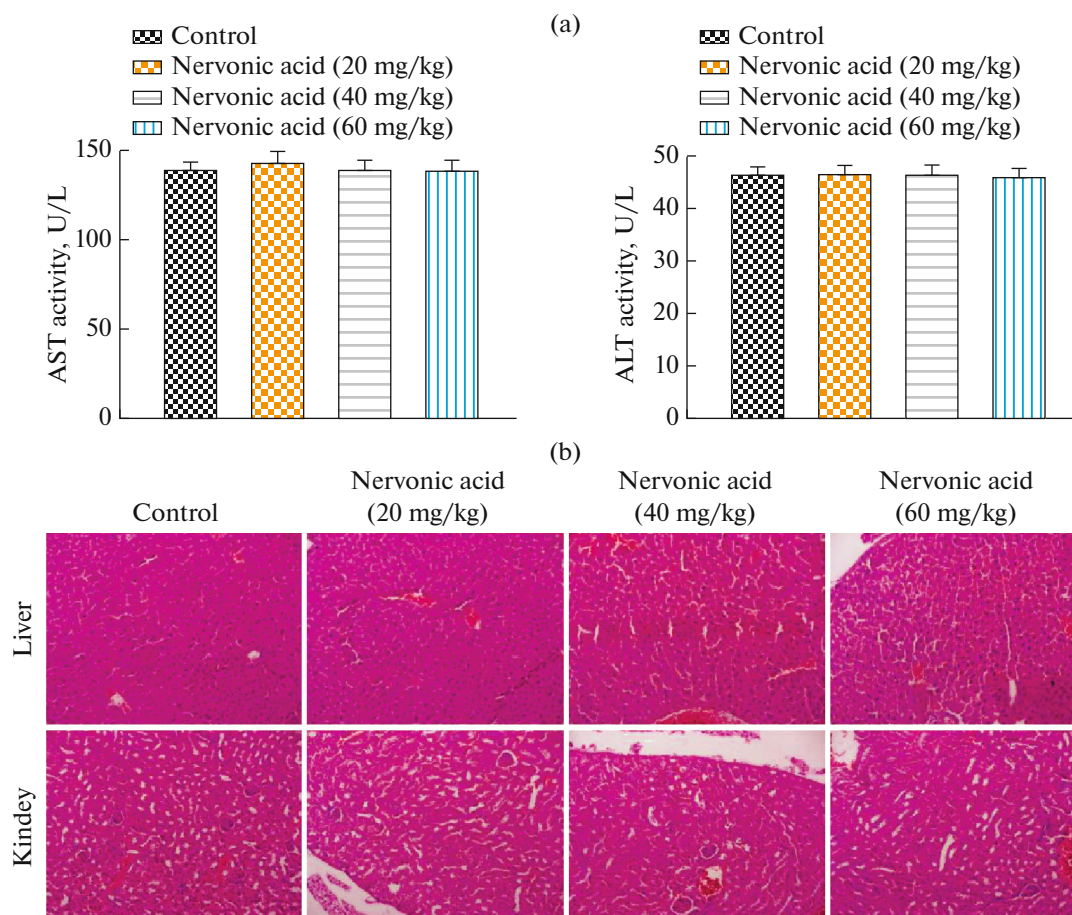 (a)
Control
Nervonic acid (20 mg/kg)
Nervonic acid (40 mg/kg)
Nervonic acid (60 mg/kg)
150
100
50
0
AST activity, U/L
Control
Nervonic acid (20 mg/kg)
Nervonic acid (40 mg/kg)
Nervonic acid (60 mg/kg)
50
40
30
20
10
0
ALT activity, U/L
(b)
Control
Nervonic acid
(20 mg/kg)
Nervonic acid
(40 mg/kg)
Nervonic acid
(60 mg/kg)
Liver
Kindey